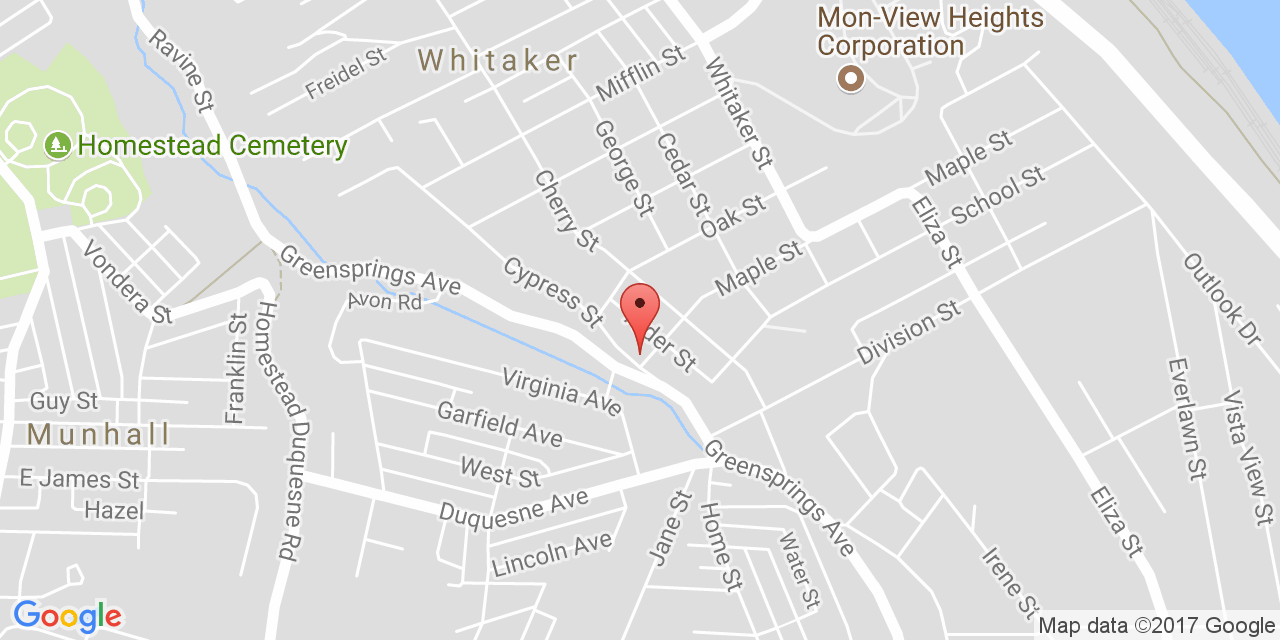 Mon-View Heights
Corporation
Ravine St
Whitaker
Freidel St
Mifflin St
Whitaker St
Homestead Cemetery
George St
Cedar St
Maple St
School St
Cherry St
Oak St
Eliza St
Vondera St
Greensprings Ave
Avon Rd
Cypress St
Maple St
Outlook Dr
Franklin St
Homestead Duquesne Rd
St
Division St
Guy St
Virginia Ave
Everlawn St
Vista View St
Munhall
Garfield Ave
E James St
West St
Greensprings Ave
Hazel
Duquesne Ave
Jane St
Home St
Eliza St
Lincoln Ave
Water St
Irene St
Google
Map data ©2017 Google